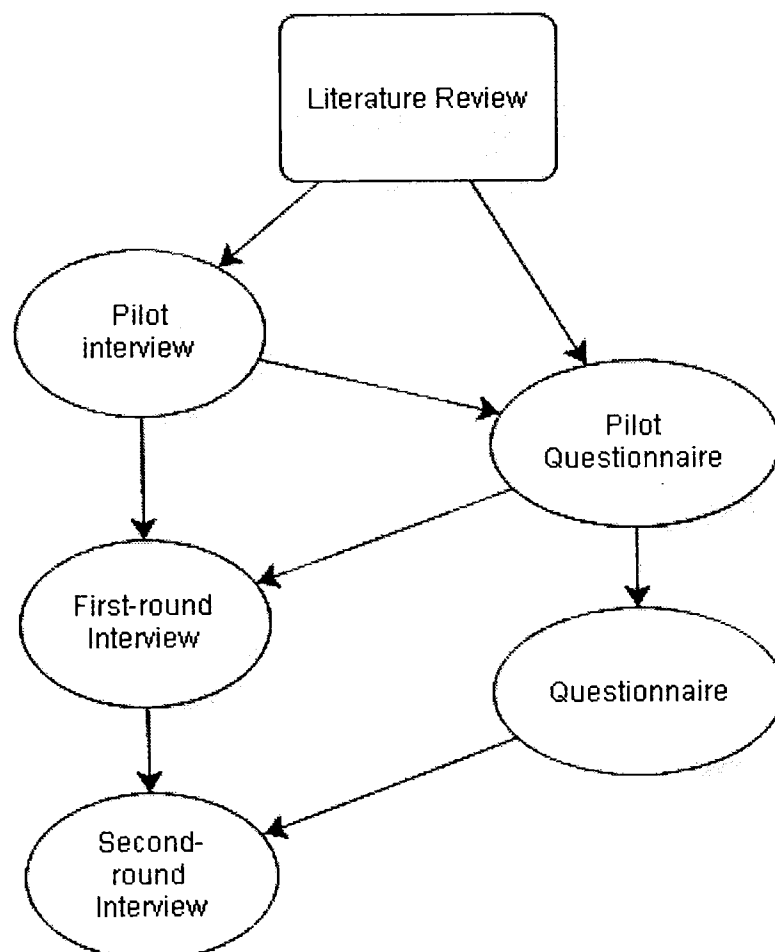 Literature Review
Pilot
interview
Pilot
Questionnaire
First-round
Interview
Questionnaire
Second-
round
Interview